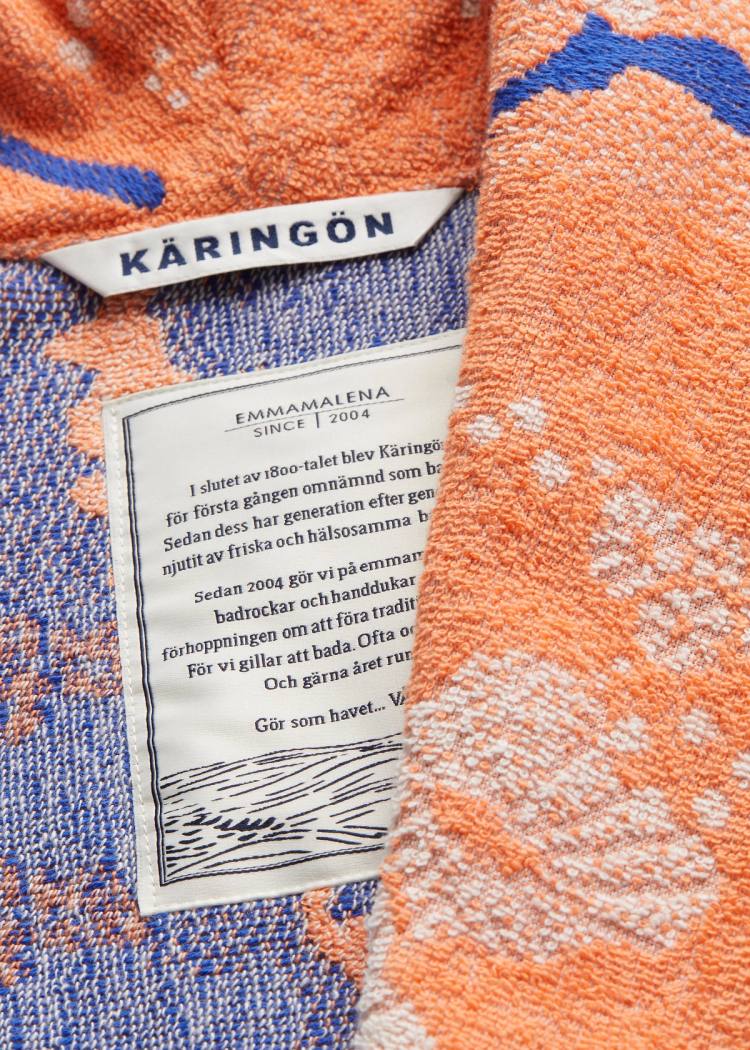 KÄRINGÖN
EMMAMALENA
SINCE | 2004
I slutet av 1800-talet blev Käringö
för första gången omnämnd som ba
Sedan dess har generation efter gen
njutit av friska och hälsosamma b
Sedan 2004 gör vi på emmam
badrockar och handdukar
förhoppningen om att föra tradit
För vi gillar att bada. Ofta oc
Och gärna året run
Gör som havet... VÅ